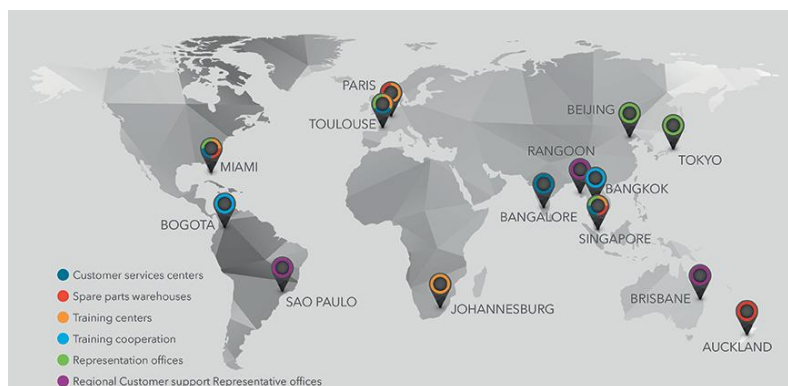 PARIS
TOULOUSE
BEIJING
TOKYO
RANGOON
BANGKOK
MIAMI
BANGALORE
SINGAPORE
BOGOTA
SAO PAULO
JOHANNESBURG
BRISBANE
AUCKLAND
Customer services centers
Spare parts warehouses
Training centers
Training cooperation
Representation offices
Regional Customer support Representative offices